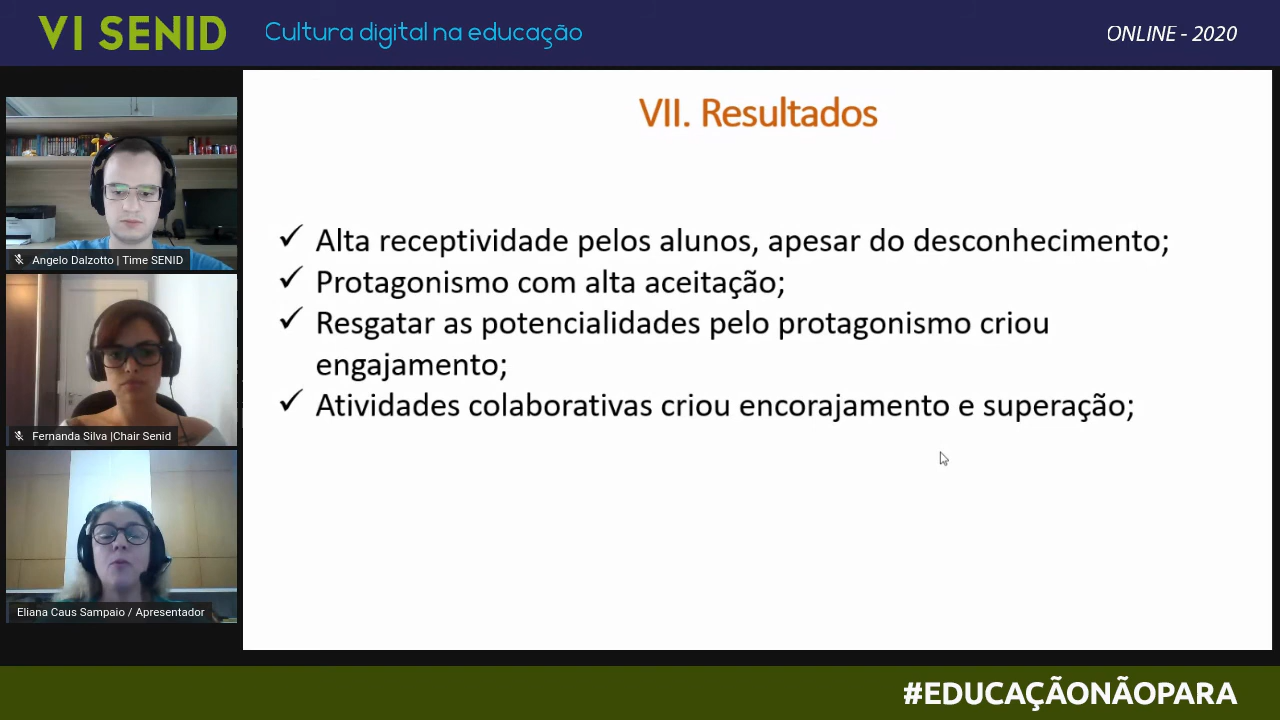 VI SENID
Cultura digital na educação
ONLINE - 2020
VII. Resultados
✓ Alta receptividade pelos alunos, apesar do desconhecimento;
✓ Protagonismo com alta aceitação;
✓ Resgatar as potencialidades pelo protagonismo criou
engajamento;
✓ Atividades colaborativas criou encorajamento e superação;
Angelo Dalzotto | Time SENID
Fernanda Silva |Chair Senid
Eliana Caus Sampaio / Apresentador
#EDUCAÇÃONÃOPARA